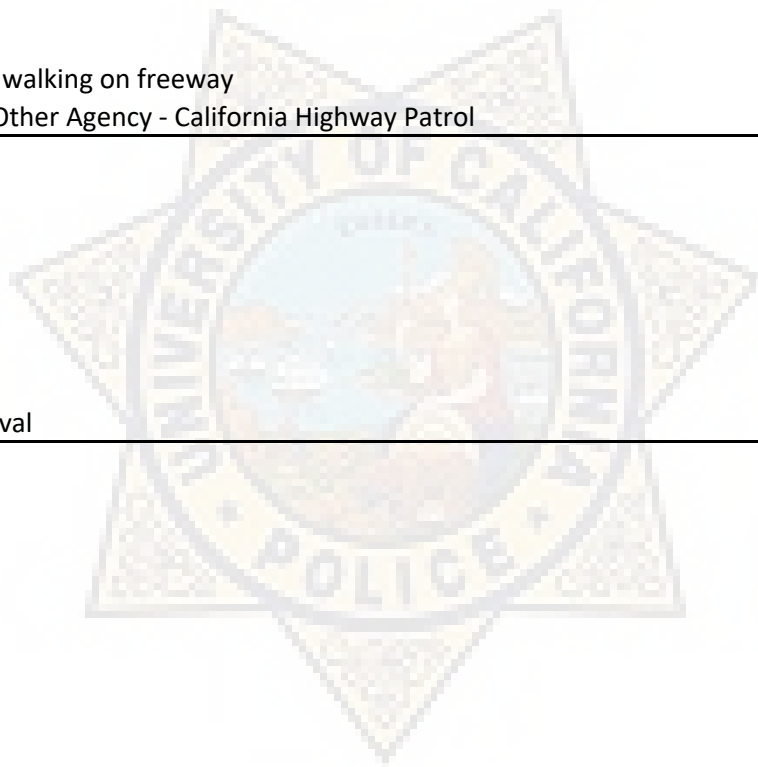 walking on freeway
Other Agency - California Highway Patrol
UNIVERSITY OF CALIFORNIA
val
POLICE